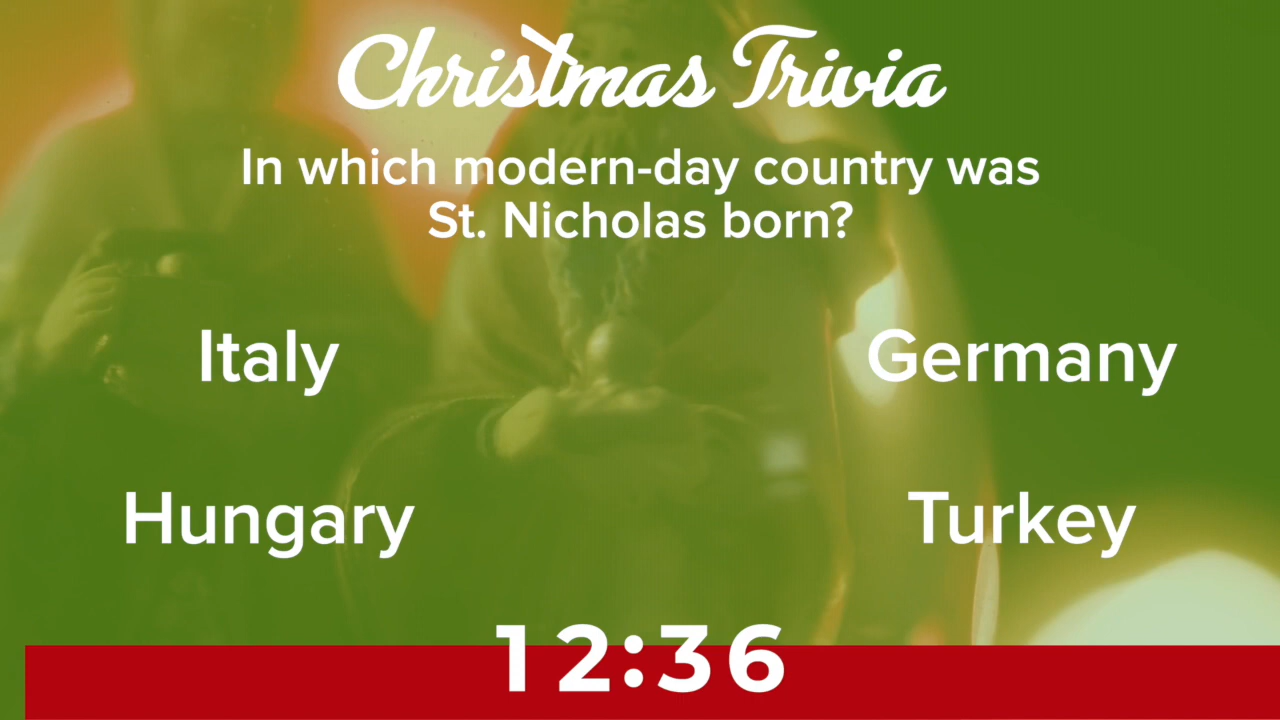 Christmas Trivia
In which modern-day country was
St. Nicholas born?
Italy
Germany
Hungary
Turkey
12:36